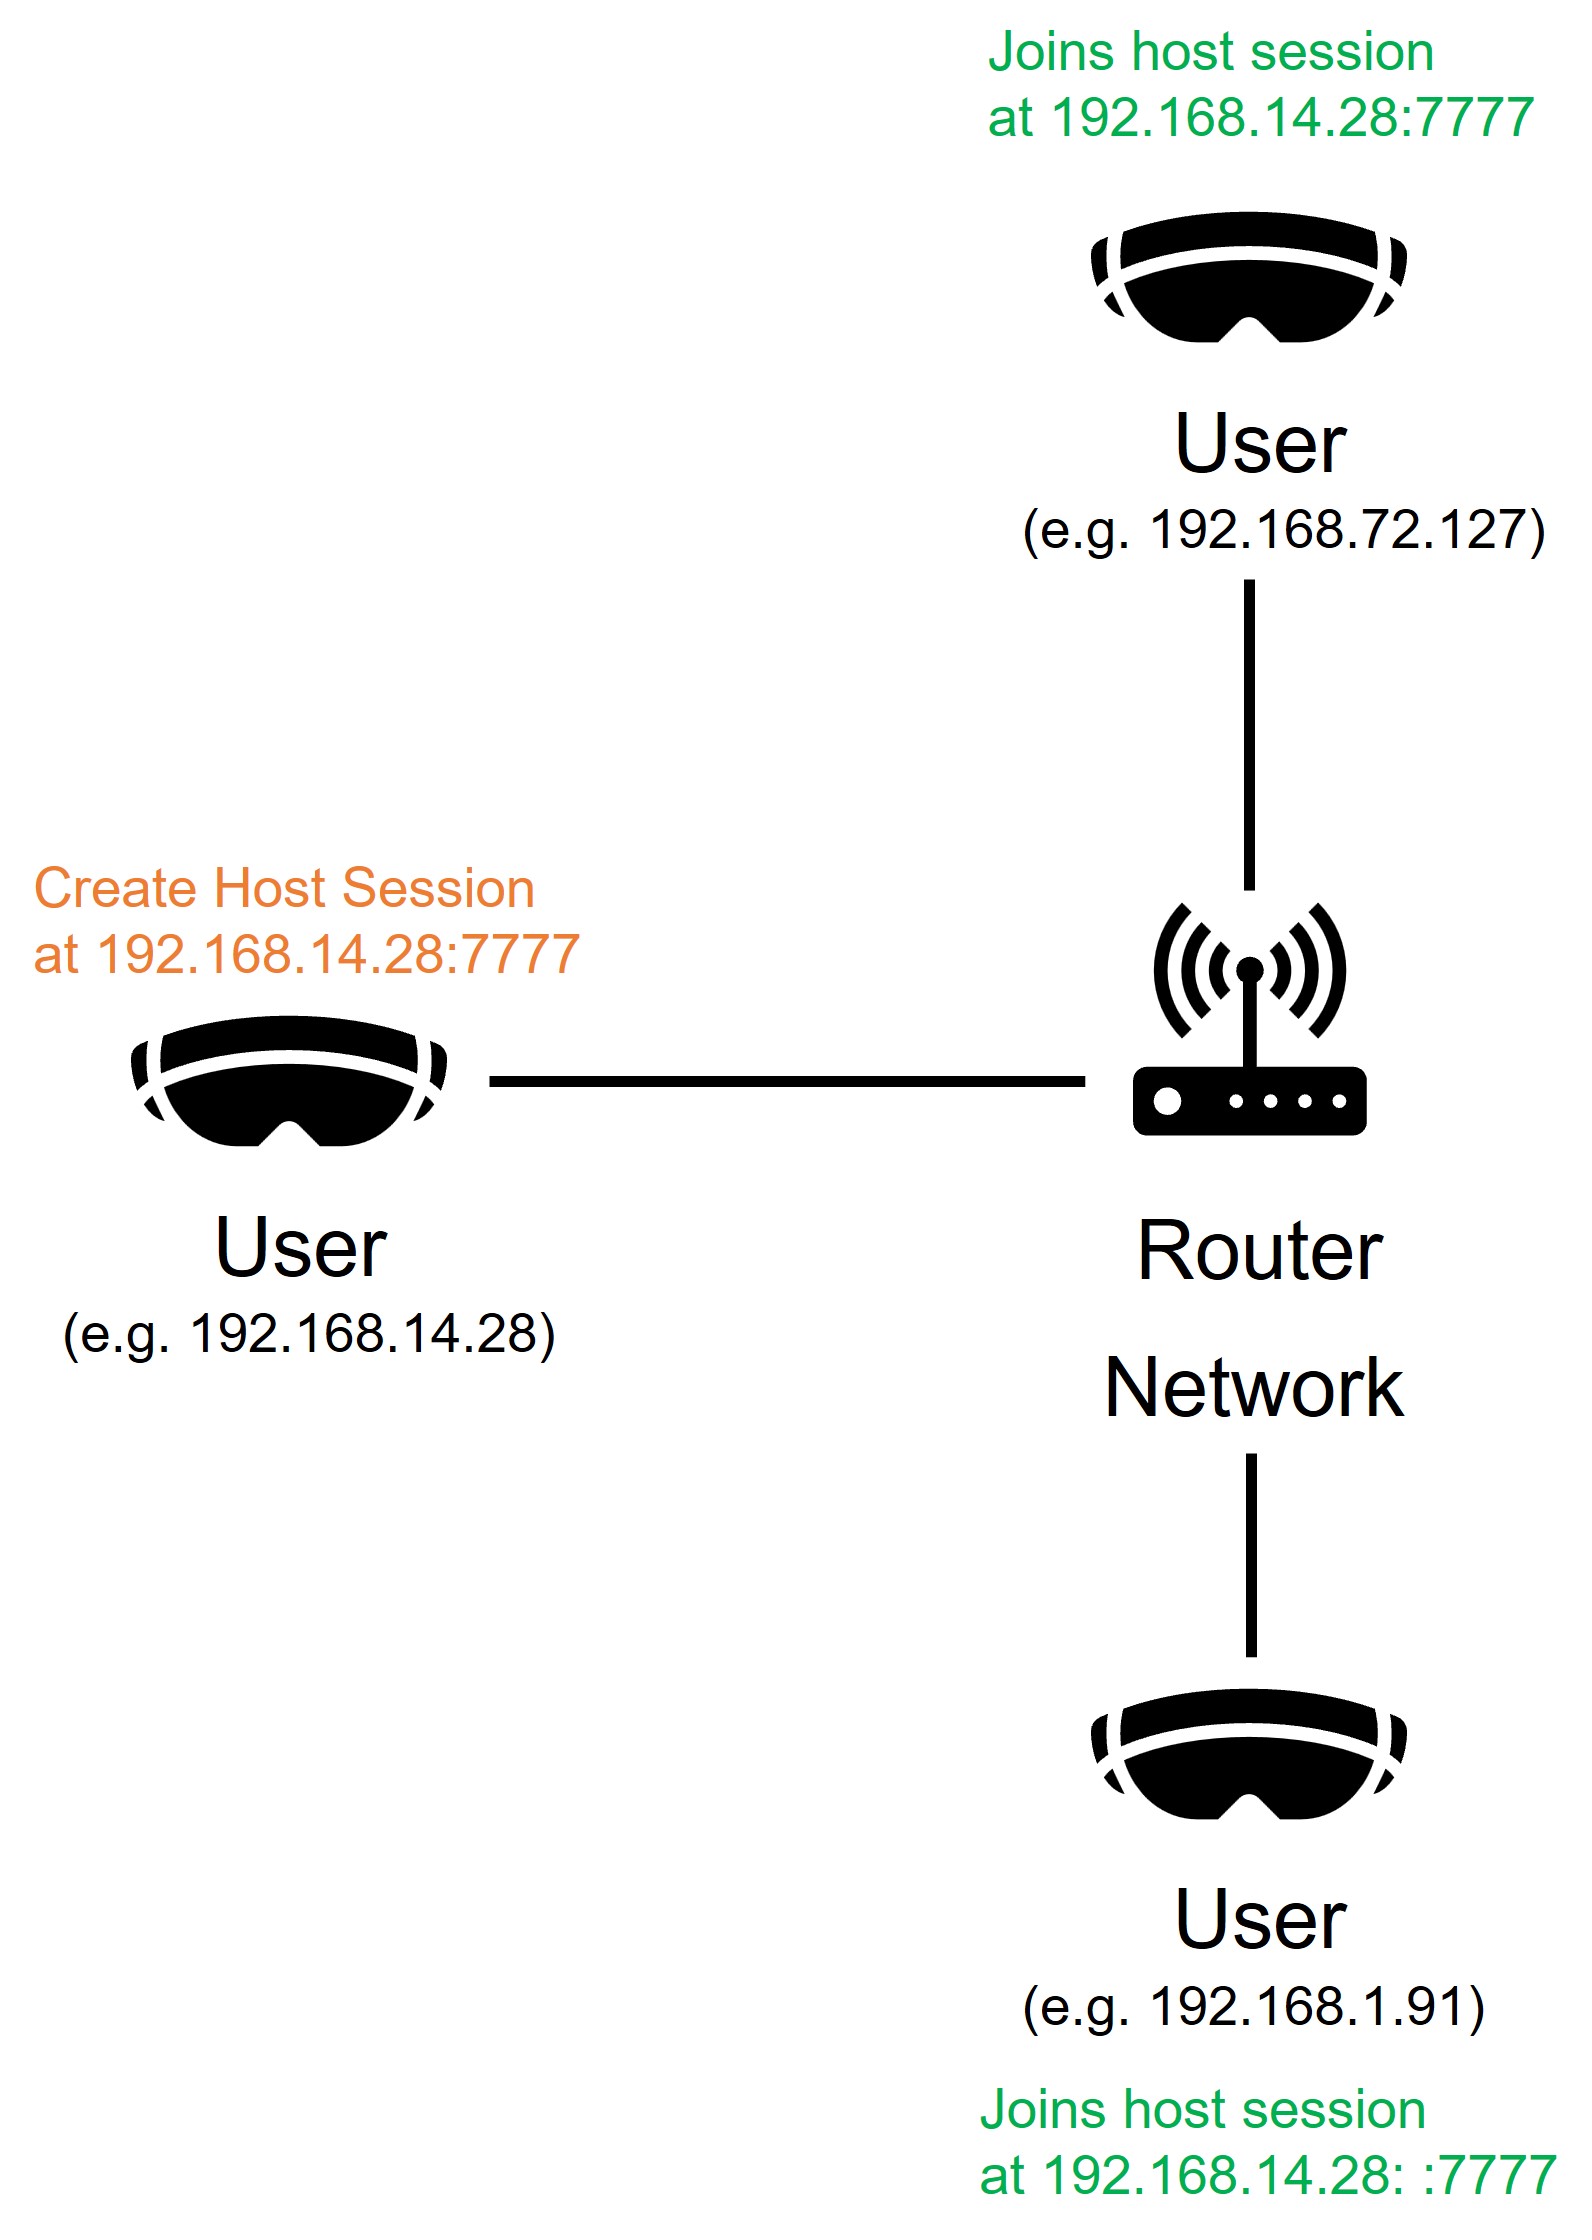 Joins host session
at 192.168.14.28:7777
User
(e.g. 192.168.72.127)
Create Host Session
at 192.168.14.28:7777
User
(e.g. 192.168.14.28)
Router
Network
User
(e.g. 192.168.1.91)
Joins host session
at 192.168.14.28: :7777